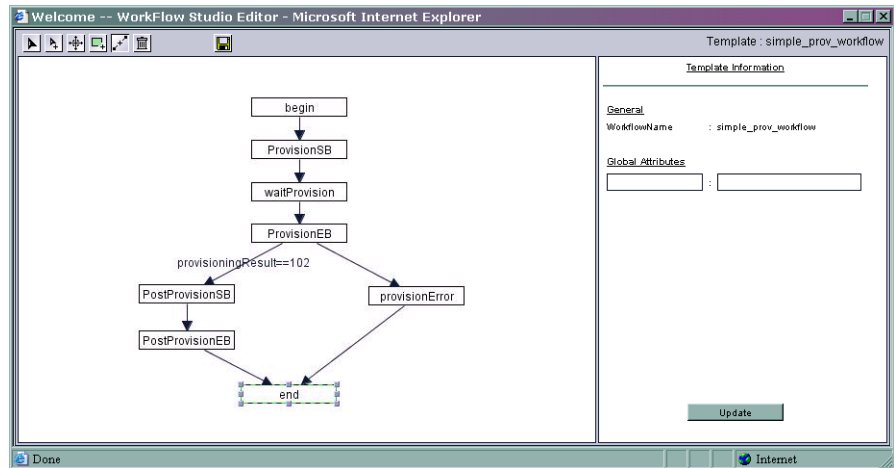 Welcome -- WorkFlow Studio Editor - Microsoft Internet Explorer
Template : simple_prov_workflow
begin
ProvisionSB
waitProvision
ProvisionEB
provisioningResult==102
PostProvisionSB
provisionError
PostProvisionEB
end
Template Information
General
WorkflowName : simple_prov_workflow
Global Attributes
:
Update
Done
Internet